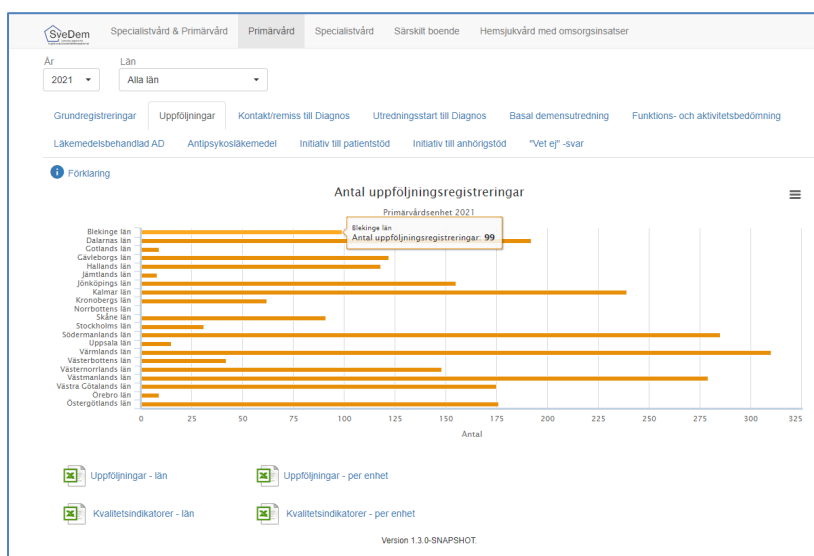 SveDem
Specialistvård & Primärvård Primärvård Specialistvård Särskilt boende Hemsjukvård med omsorgsinsatser
År Län
2021 Alla län
Grundregistreringar Uppföljningar Kontakt/remiss till Diagnos Utredningsstart till Diagnos Basal demensutredning Funktions- och aktivitetsbedömning
Läkemedelsbehandlad AD Antipsykosläkemedel Initiativ till patientstöd Initiativ till anhörigstöd "Vet ej" -svar
i Förklaring
Antal uppföljningsregistreringar
Primärvårdsenhet 2021
Blekinge län
Antal uppföljningsregistreringar: 99
Blekinge län
Dalarnas län
Gotlands län
Gävleborgs län
Hallands län
Jämtlands län
Jönköpings län
Kalmar län
Kronobergs län
Norrbottens län
Skåne län
Stockholms län
Södermanlands län
Uppsala län
Värmlands län
Västerbottens län
Västernorrlands län
Västmanlands län
Västra Götalands län
Örebro län
Östergötlands län
0 25 50 75 100 125 150 175 200 225 250 275 300 325
Antal
Uppföljningar - län Uppföljning - per enhet
Kvalitetsindikatorer - län Kvalitetsindikatorer - per enhet
Version 1.3.0-SNAPSHOT.